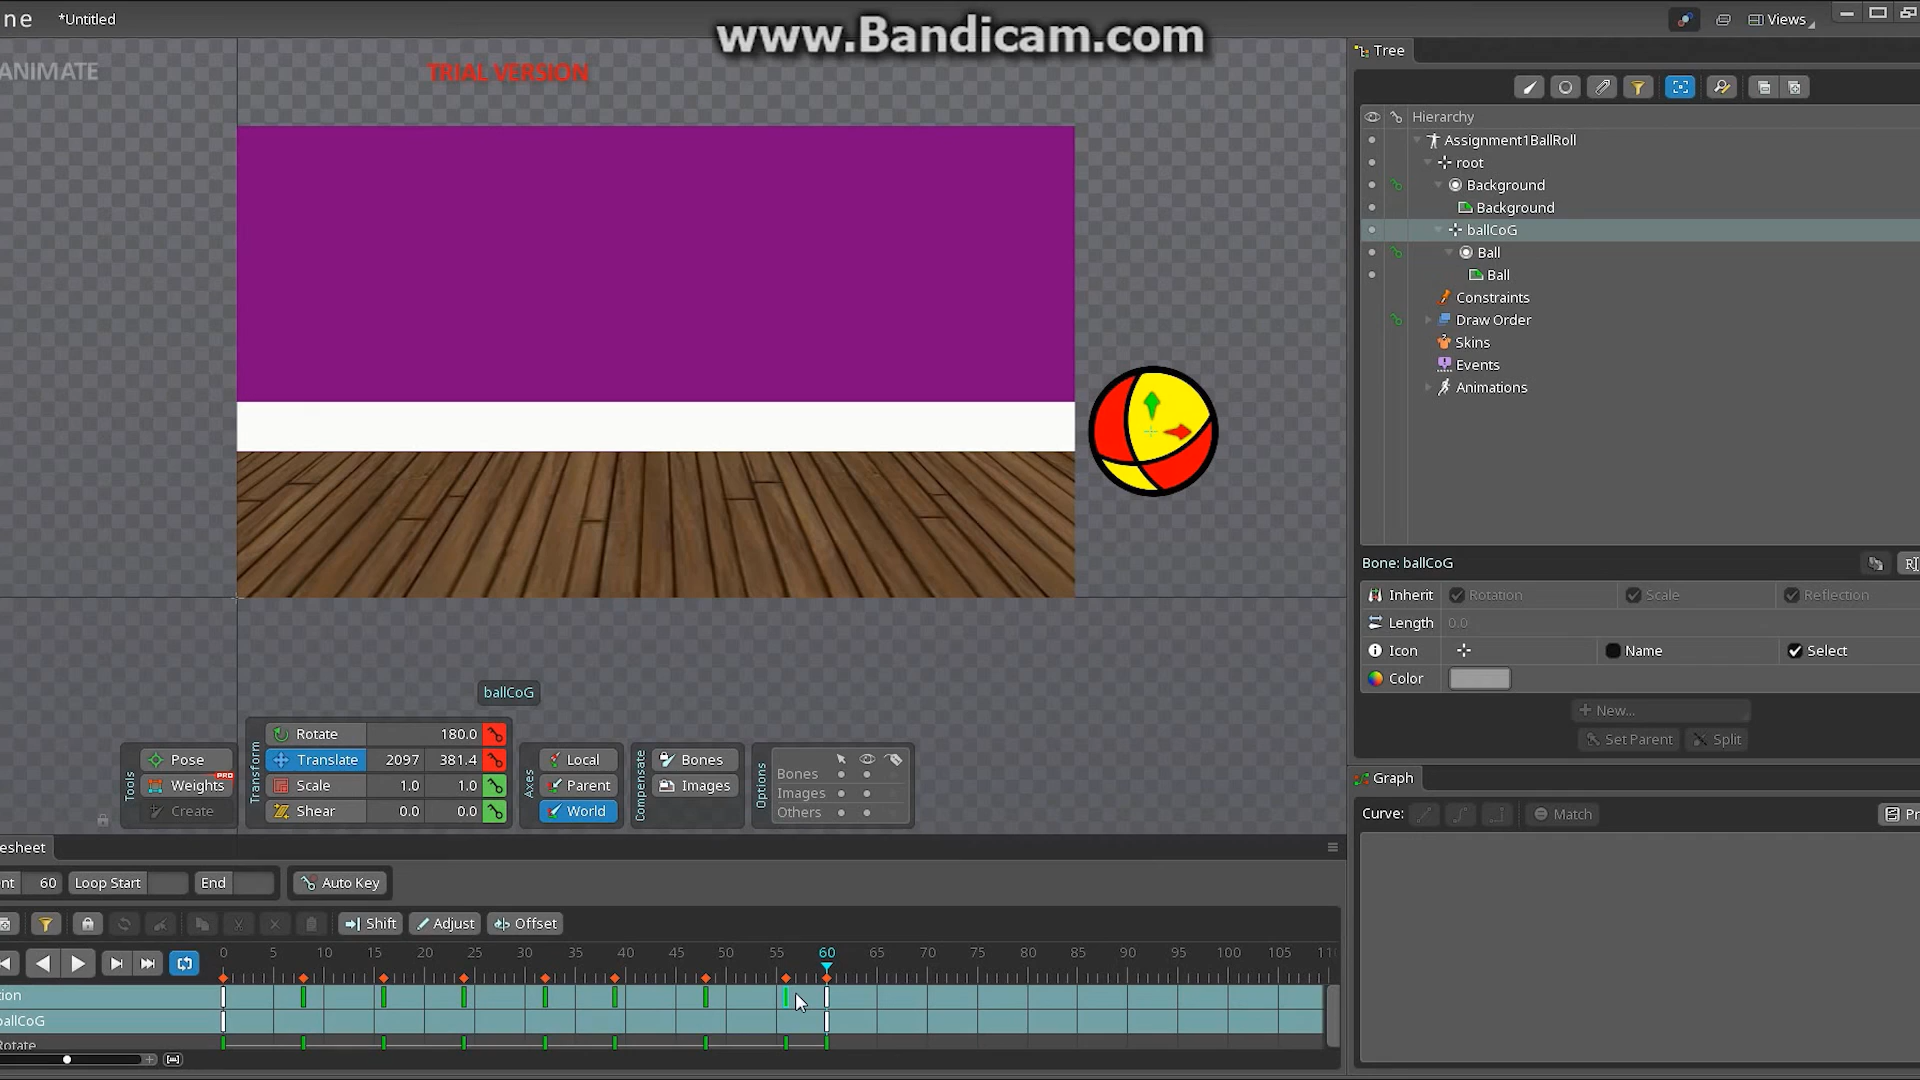 ne
*Untitled
www.Bandicam.com
Views
ANIMATE
TRIAL VERSION
Tree
Hierarchy
Assignment1BallRoll
root
Background
Background
ballCoG
Ball
Ball
Constraints
Draw Order
Skins
Events
Animations
Bone: ballCoG
Inherit Rotation Scale Reflection
Length 0.0
Icon Name Select
Color
+ New...
Set Parent Split
ballCoG
Tools
Pose
Weights PRO
Create
Transform
Rotate 180.0
Translate 2097 381.4
Scale 1.0 1.0
Shear 0.0 0.0
Axes
Local
Parent
World
Compensate
Bones
Images
Options
Bones
Images
Others
Graph
Curve: Match Pr
esheet
nt 60 Loop Start End Auto Key
Shift Adjust Offset
0 5 10 15 20 25 30 35 40 45 50 55 60 65 70 75 80 85 90 95 100 105 110
tion
ballCoG
Rotate